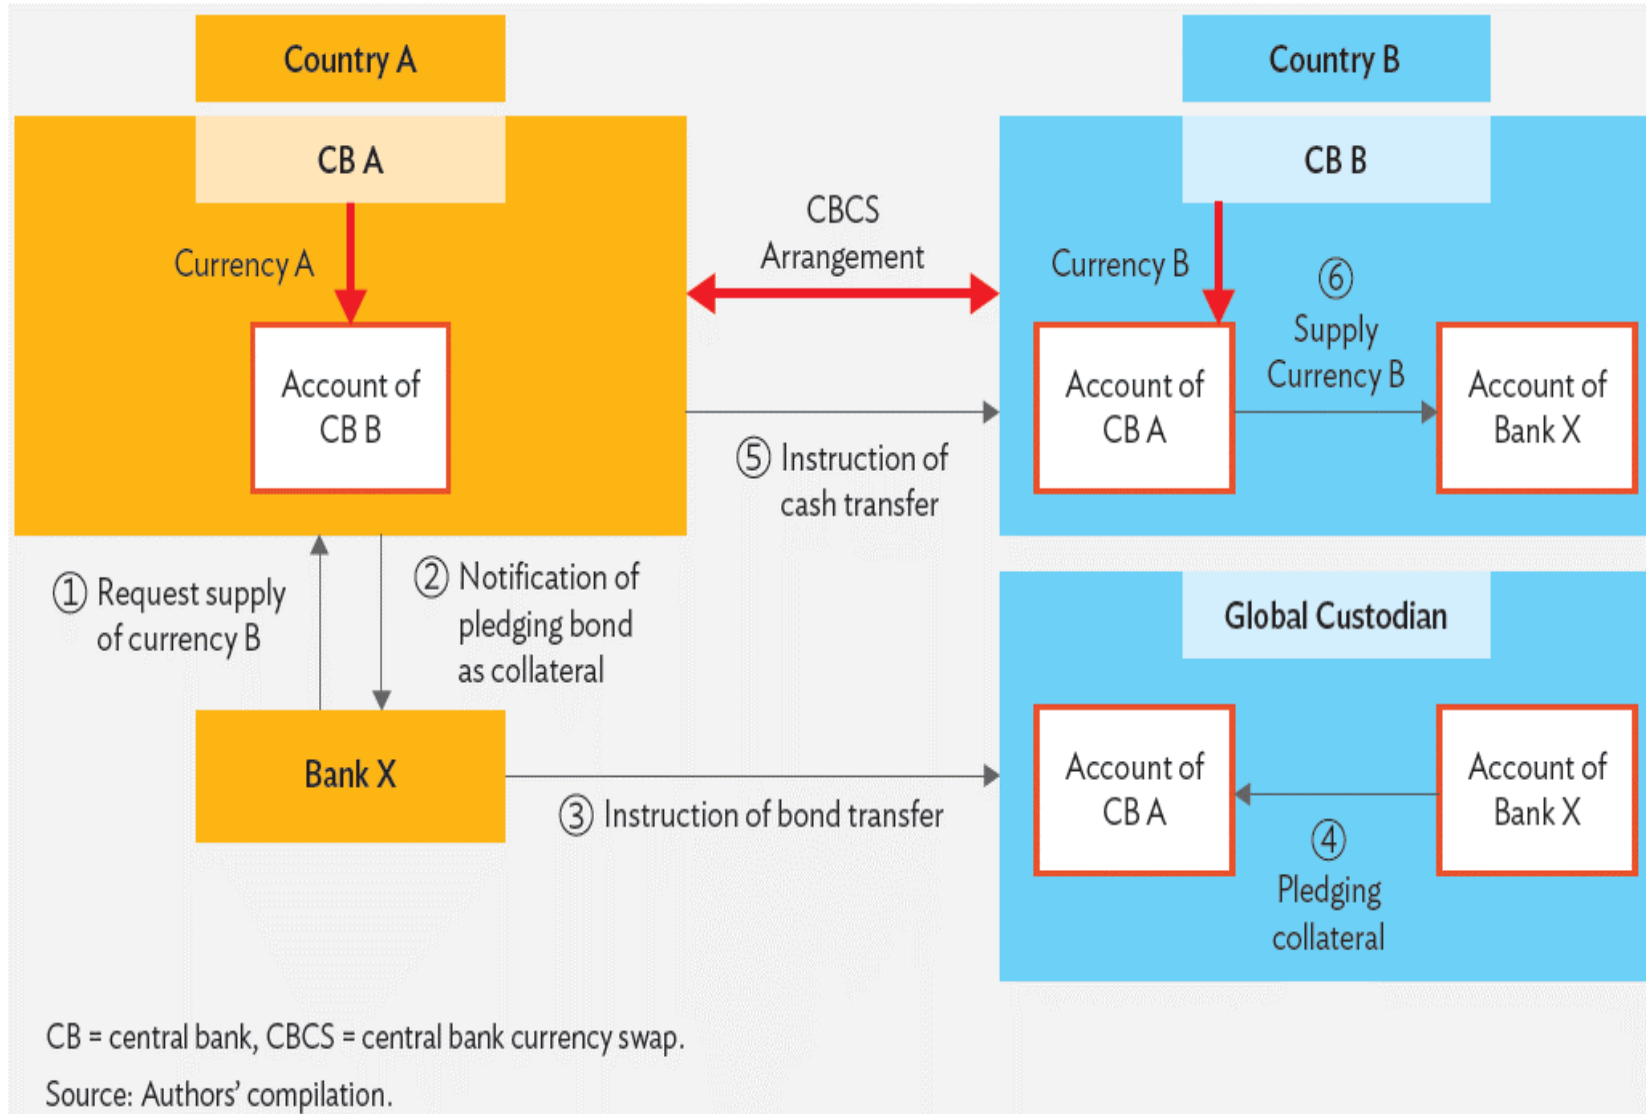 Country A
Country B
CB A
CB B
CBCS
Arrangement
Currency A
Currency B
⑥
Supply
Currency B
Account of
CB B
Account of
CB A
Account of
Bank X
⑤ Instruction of
cash transfer
① Request supply
of currency B
② Notification of
pledging bond
as collateral
Global Custodian
Bank X
③ Instruction of bond transfer
Account of
CB A
Account of
Bank X
④
Pledging
collateral
CB = central bank, CBCS = central bank currency swap.
Source: Authors’ compilation.